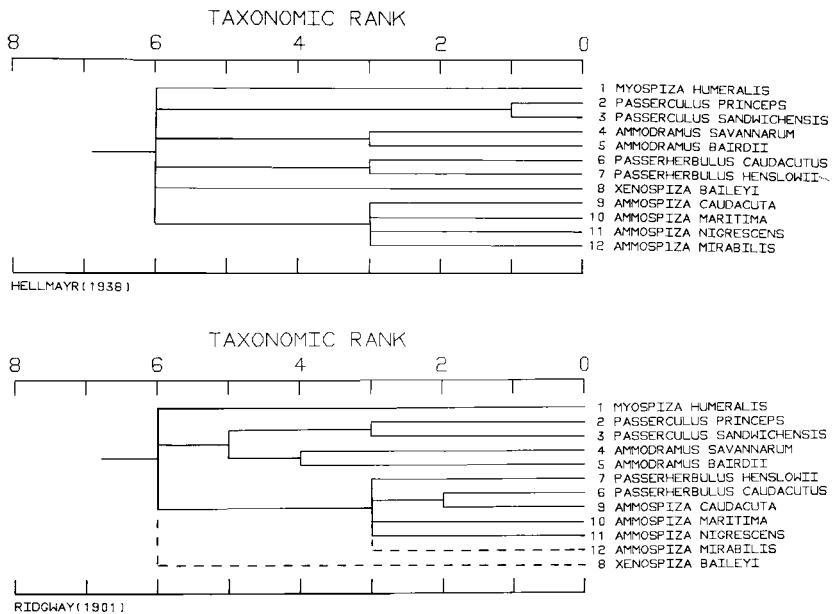 TAXONOMIC RANK
8 6 4 2 0
1 MYOSPIZA HUMERALIS
2 PASSERCULUS PRINCEPS
3 PASSERCULUS SANDWICHENSIS
4 AMMODRAMUS SAVANNARUM
5 AMMODRAMUS BAIRDII
6 PASSERHERBULUS CAUDACUTUS
7 PASSERHERBULUS HENSLOWII
8 XENOSPIZA BAILEYI
9 AMMOSPIZA CAUDACUTA
10 AMMOSPIZA MARITIMA
11 AMMOSPIZA NIGRESCENS
12 AMMOSPIZA MIRABILIS
HELLMAYR(1938)
TAXONOMIC RANK
8 6 4 2 0
1 MYOSPIZA HUMERALIS
2 PASSERCULUS PRINCEPS
3 PASSERCULUS SANDWICHENSIS
4 AMMODRAMUS SAVANNARUM
5 AMMODRAMUS BAIRDII
7 PASSERHERBULUS HENSLOWII
6 PASSERHERBULUS CAUDACUTUS
9 AMMOSPIZA CAUDACUTA
10 AMMOSPIZA MARITIMA
11 AMMOSPIZA NIGRESCENS
12 AMMOSPIZA MIRABILIS
8 XENOSPIZA BAILEYI
RIDGWAY(1901)